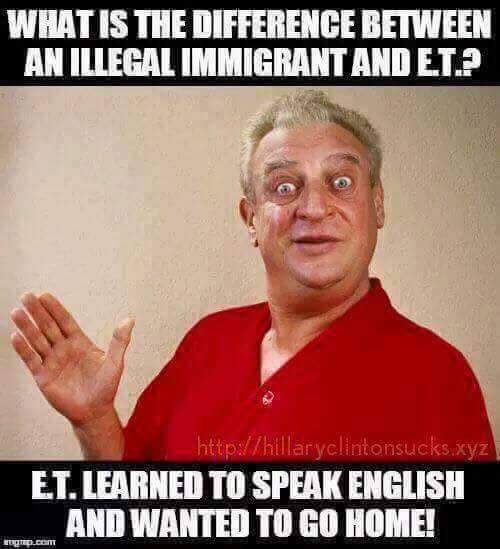 WHAT IS THE DIFFERENCE BETWEEN
AN ILLEGAL IMMIGRANT AND E.T.?
http://hillaryclintonsucks.xyz
E.T. LEARNED TO SPEAK ENGLISH
AND WANTED TO GO HOME!
imgflip.com